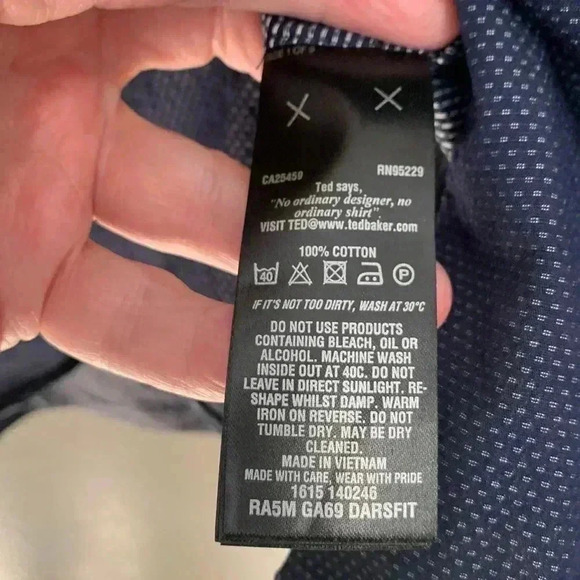 CA25459 RN95229
Ted says,
"No ordinary designer, no
ordinary shirt".
VISIT TED@www.tedbaker.com
100% COTTON
40 P
IF IT'S NOT TOO DIRTY, WASH AT 30°C
DO NOT USE PRODUCTS
CONTAINING BLEACH, OIL OR
ALCOHOL. MACHINE WASH
INSIDE OUT AT 40C. DO NOT
LEAVE IN DIRECT SUNLIGHT. RE-
SHAPE WHILST DAMP. WARM
IRON ON REVERSE. DO NOT
TUMBLE DRY. MAY BE DRY
CLEANED.
MADE IN VIETNAM
MADE WITH CARE, WEAR WITH PRIDE
1615 140246
RA5M GA69 DARSFIT